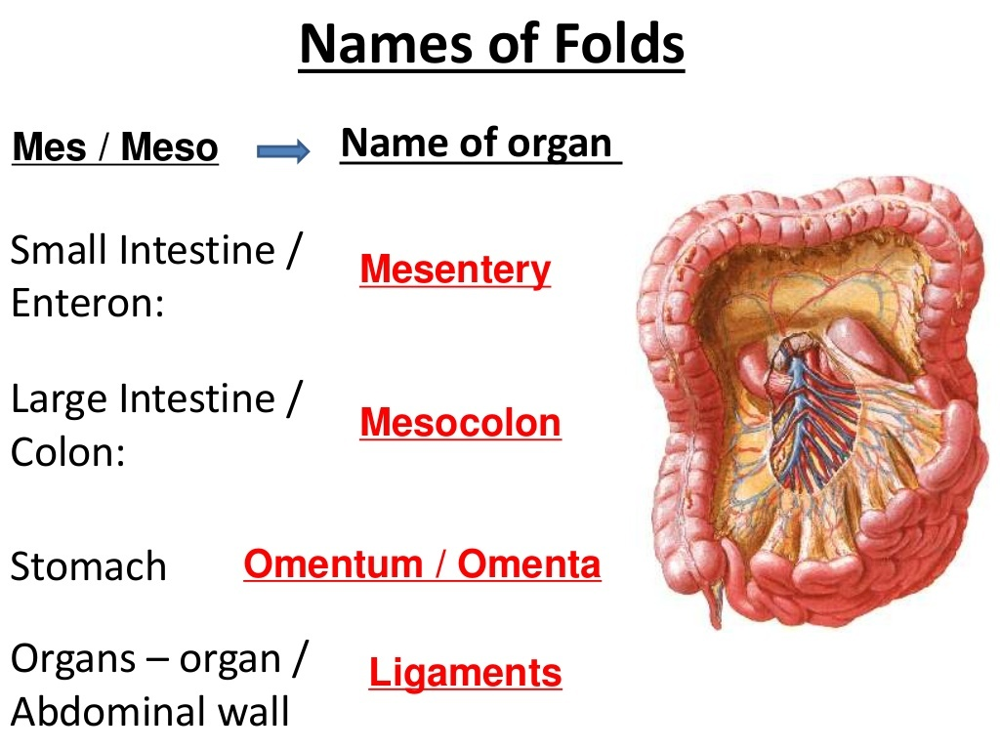 Names of Folds
Mes / Meso Name of organ
Small Intestine /
Enteron:
Mesentery
Large Intestine /
Colon:
Mesocolon
Stomach Omentum / Omenta
Organs – organ /
Abdominal wall
Ligaments